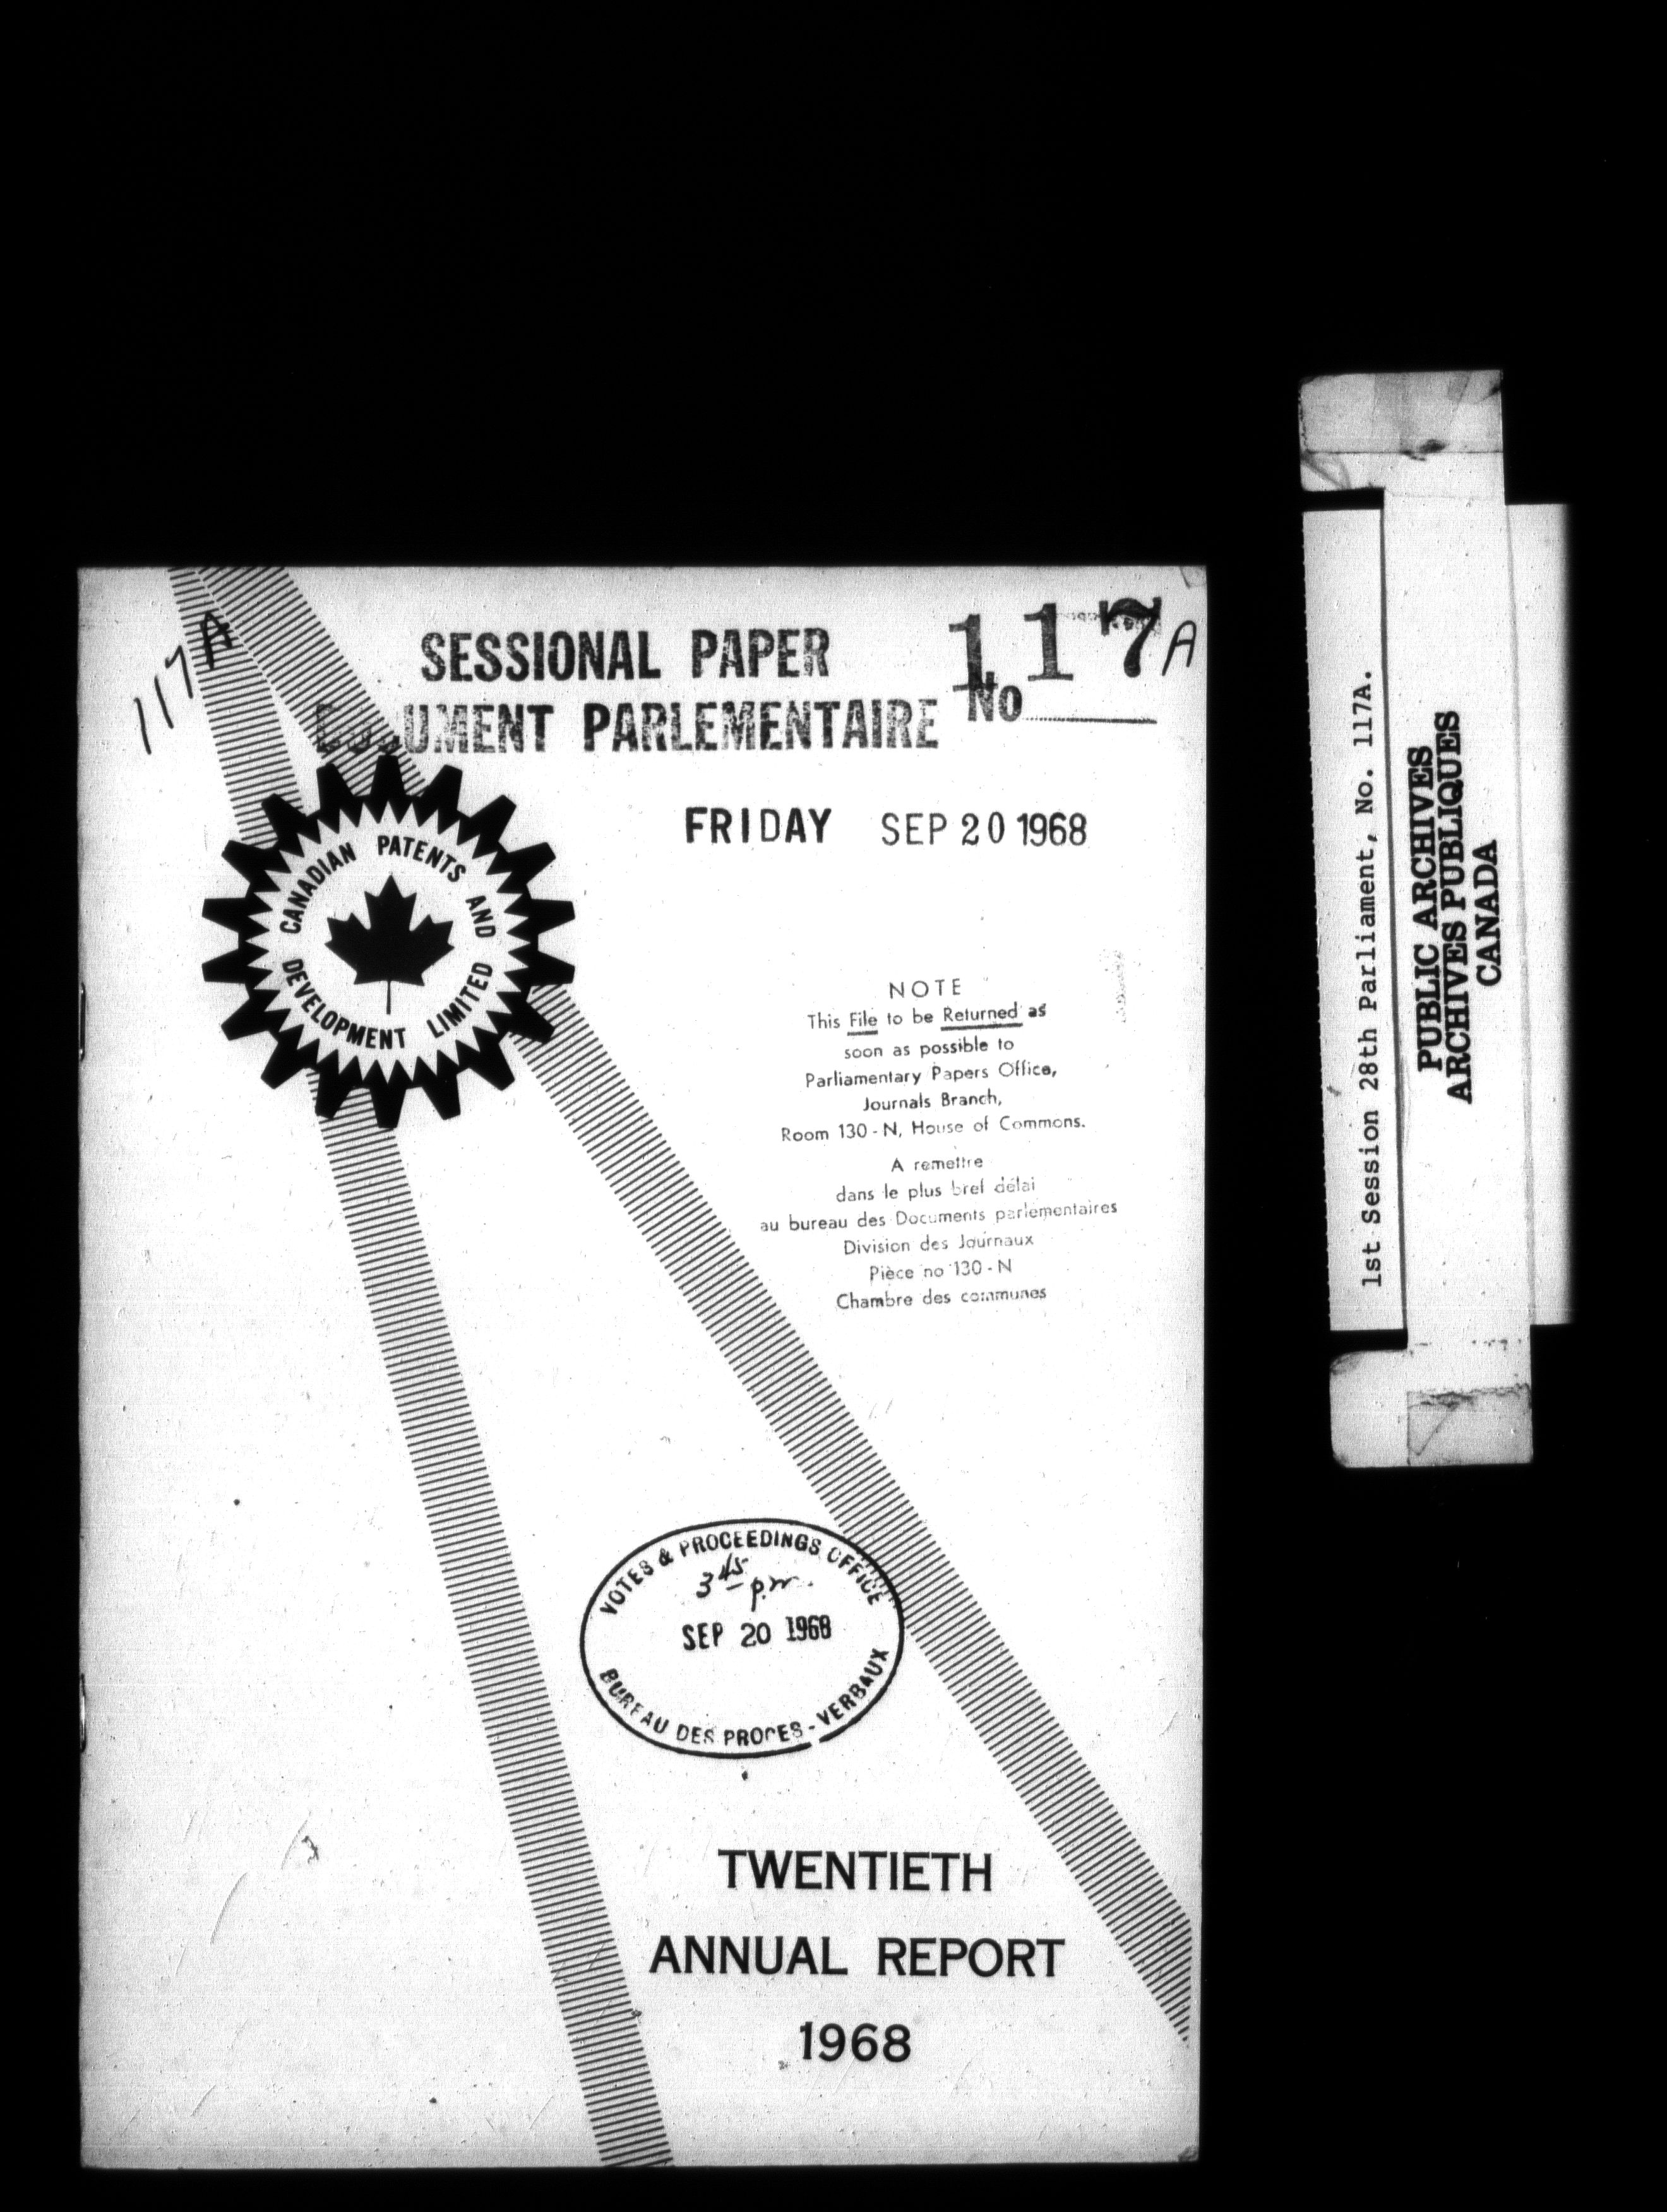 117A
SESSIONAL PAPER
UMENT PARLEMENTAIRE
117A
No
FRIDAY SEP 20 1968
CANADIAN PATENTS AND
DEVELOPMENT LIMITED
NOTE
This File to be Returned as
soon as possible to
Parliamentary Papers Office,
Journals Branch,
Room 130 - N, House of Commons.
A remettre
dans le plus bref délai
au bureau des Documents parlementaires
Division des Journaux
Pièce no 130 - N
Chambre des communes
VOTES & PROCEEDINGS OFFICE
3 45 p.m.
SEP 20 1968
BUREAU DES PROCES - VERBAUX
TWENTIETH
ANNUAL REPORT
1968
1st Session 28th Parliament, No. 117A.
PUBLIC ARCHIVES
ARCHIVES PUBLIQUES
CANADA